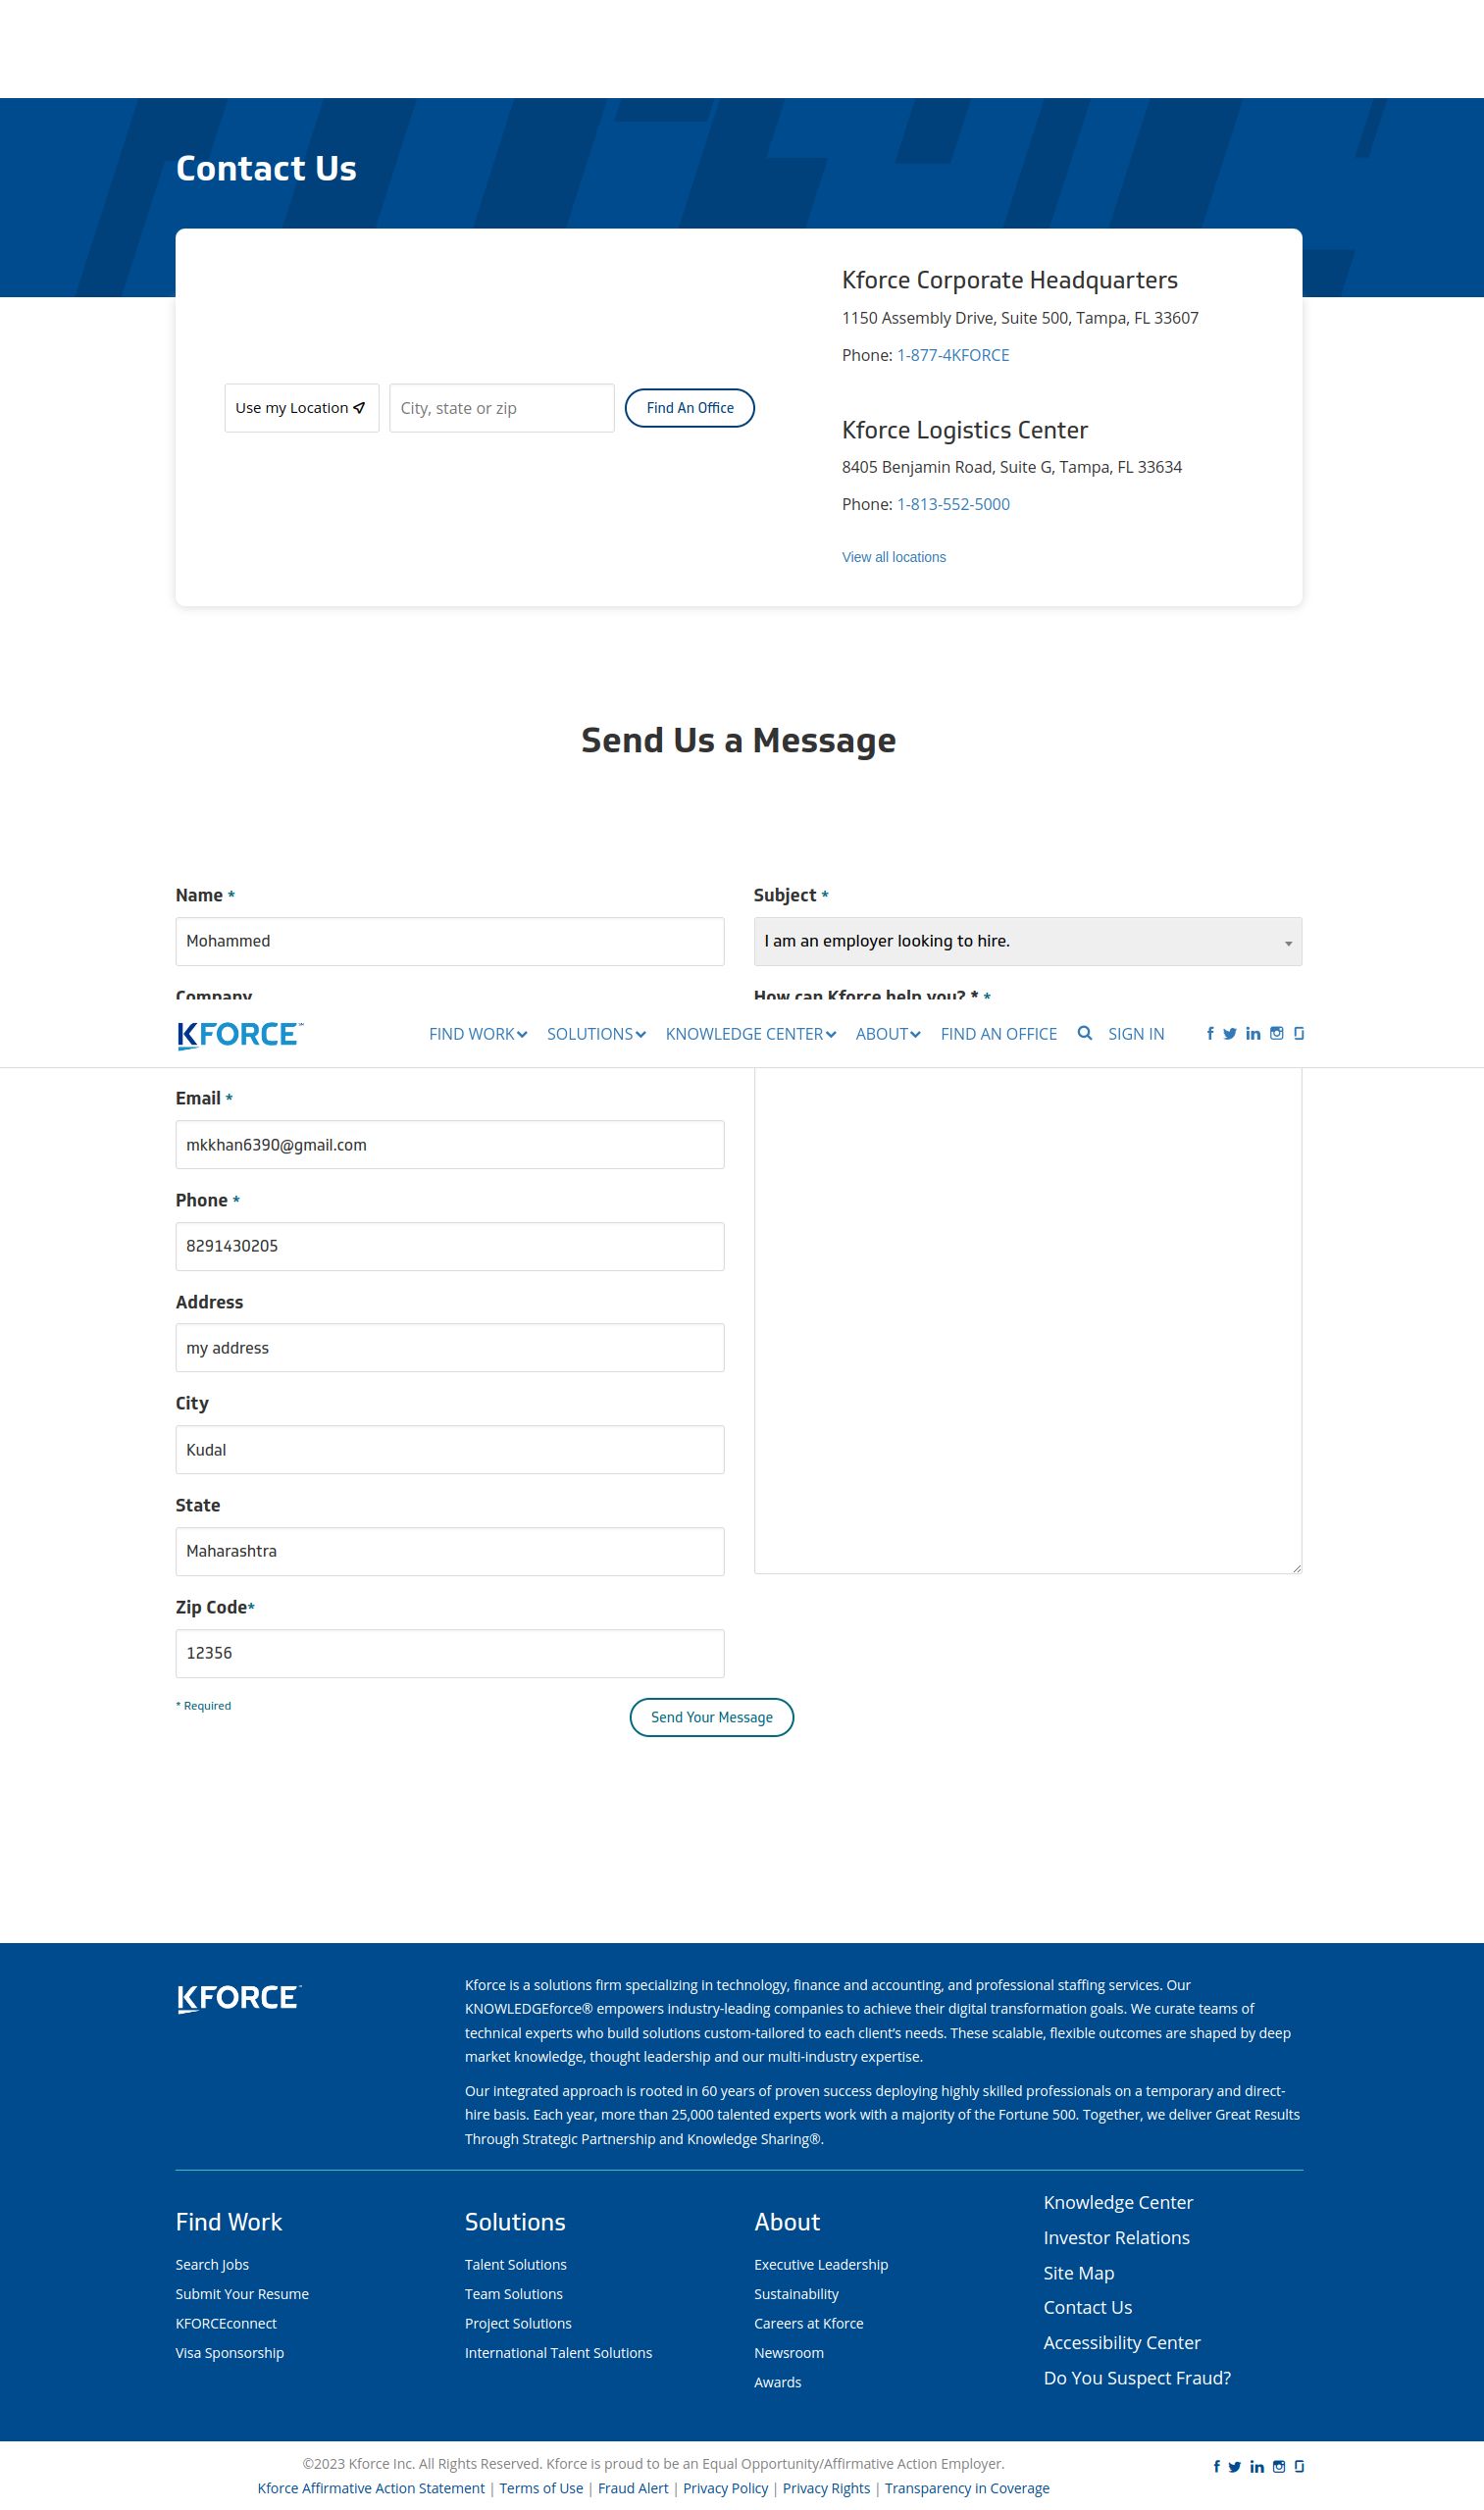 Contact Us
Kforce Corporate Headquarters
1150 Assembly Drive, Suite 500, Tampa, FL 33607
Phone: 1-877-4KFORCE
Use my Location
City, state or zip
Find An Office
Kforce Logistics Center
8405 Benjamin Road, Suite G, Tampa, FL 33634
Phone: 1-813-552-5000
View all locations
Send Us a Message
Name *
Subject *
Mohammed
I am an employer looking to hire.
Company
How can Kforce help you? * *
KFORCE
FIND WORK
SOLUTIONS
KNOWLEDGE CENTER
ABOUT
FIND AN OFFICE
SIGN IN
Email *
mkkhan6390@gmail.com
Phone *
8291430205
Address
my address
City
Kudal
State
Maharashtra
Zip Code*
12356
* Required
Send Your Message
KFORCE
Kforce is a solutions firm specializing in technology, finance and accounting, and professional staffing services. Our
KNOWLEDGEforce® empowers industry-leading companies to achieve their digital transformation goals. We curate teams of
technical experts who build solutions custom-tailored to each client’s needs. These scalable, flexible outcomes are shaped by deep
market knowledge, thought leadership and our multi-industry expertise.
Our integrated approach is rooted in 60 years of proven success deploying highly skilled professionals on a temporary and direct-
hire basis. Each year, more than 25,000 talented experts work with a majority of the Fortune 500. Together, we deliver Great Results
Through Strategic Partnership and Knowledge Sharing®.
Find Work
Search Jobs
Submit Your Resume
KFORCEconnect
Visa Sponsorship
Solutions
Talent Solutions
Team Solutions
Project Solutions
International Talent Solutions
About
Executive Leadership
Sustainability
Careers at Kforce
Newsroom
Awards
Knowledge Center
Investor Relations
Site Map
Contact Us
Accessibility Center
Do You Suspect Fraud?
©2023 Kforce Inc. All Rights Reserved. Kforce is proud to be an Equal Opportunity/Affirmative Action Employer.
Kforce Affirmative Action Statement | Terms of Use | Fraud Alert | Privacy Policy | Privacy Rights | Transparency in Coverage